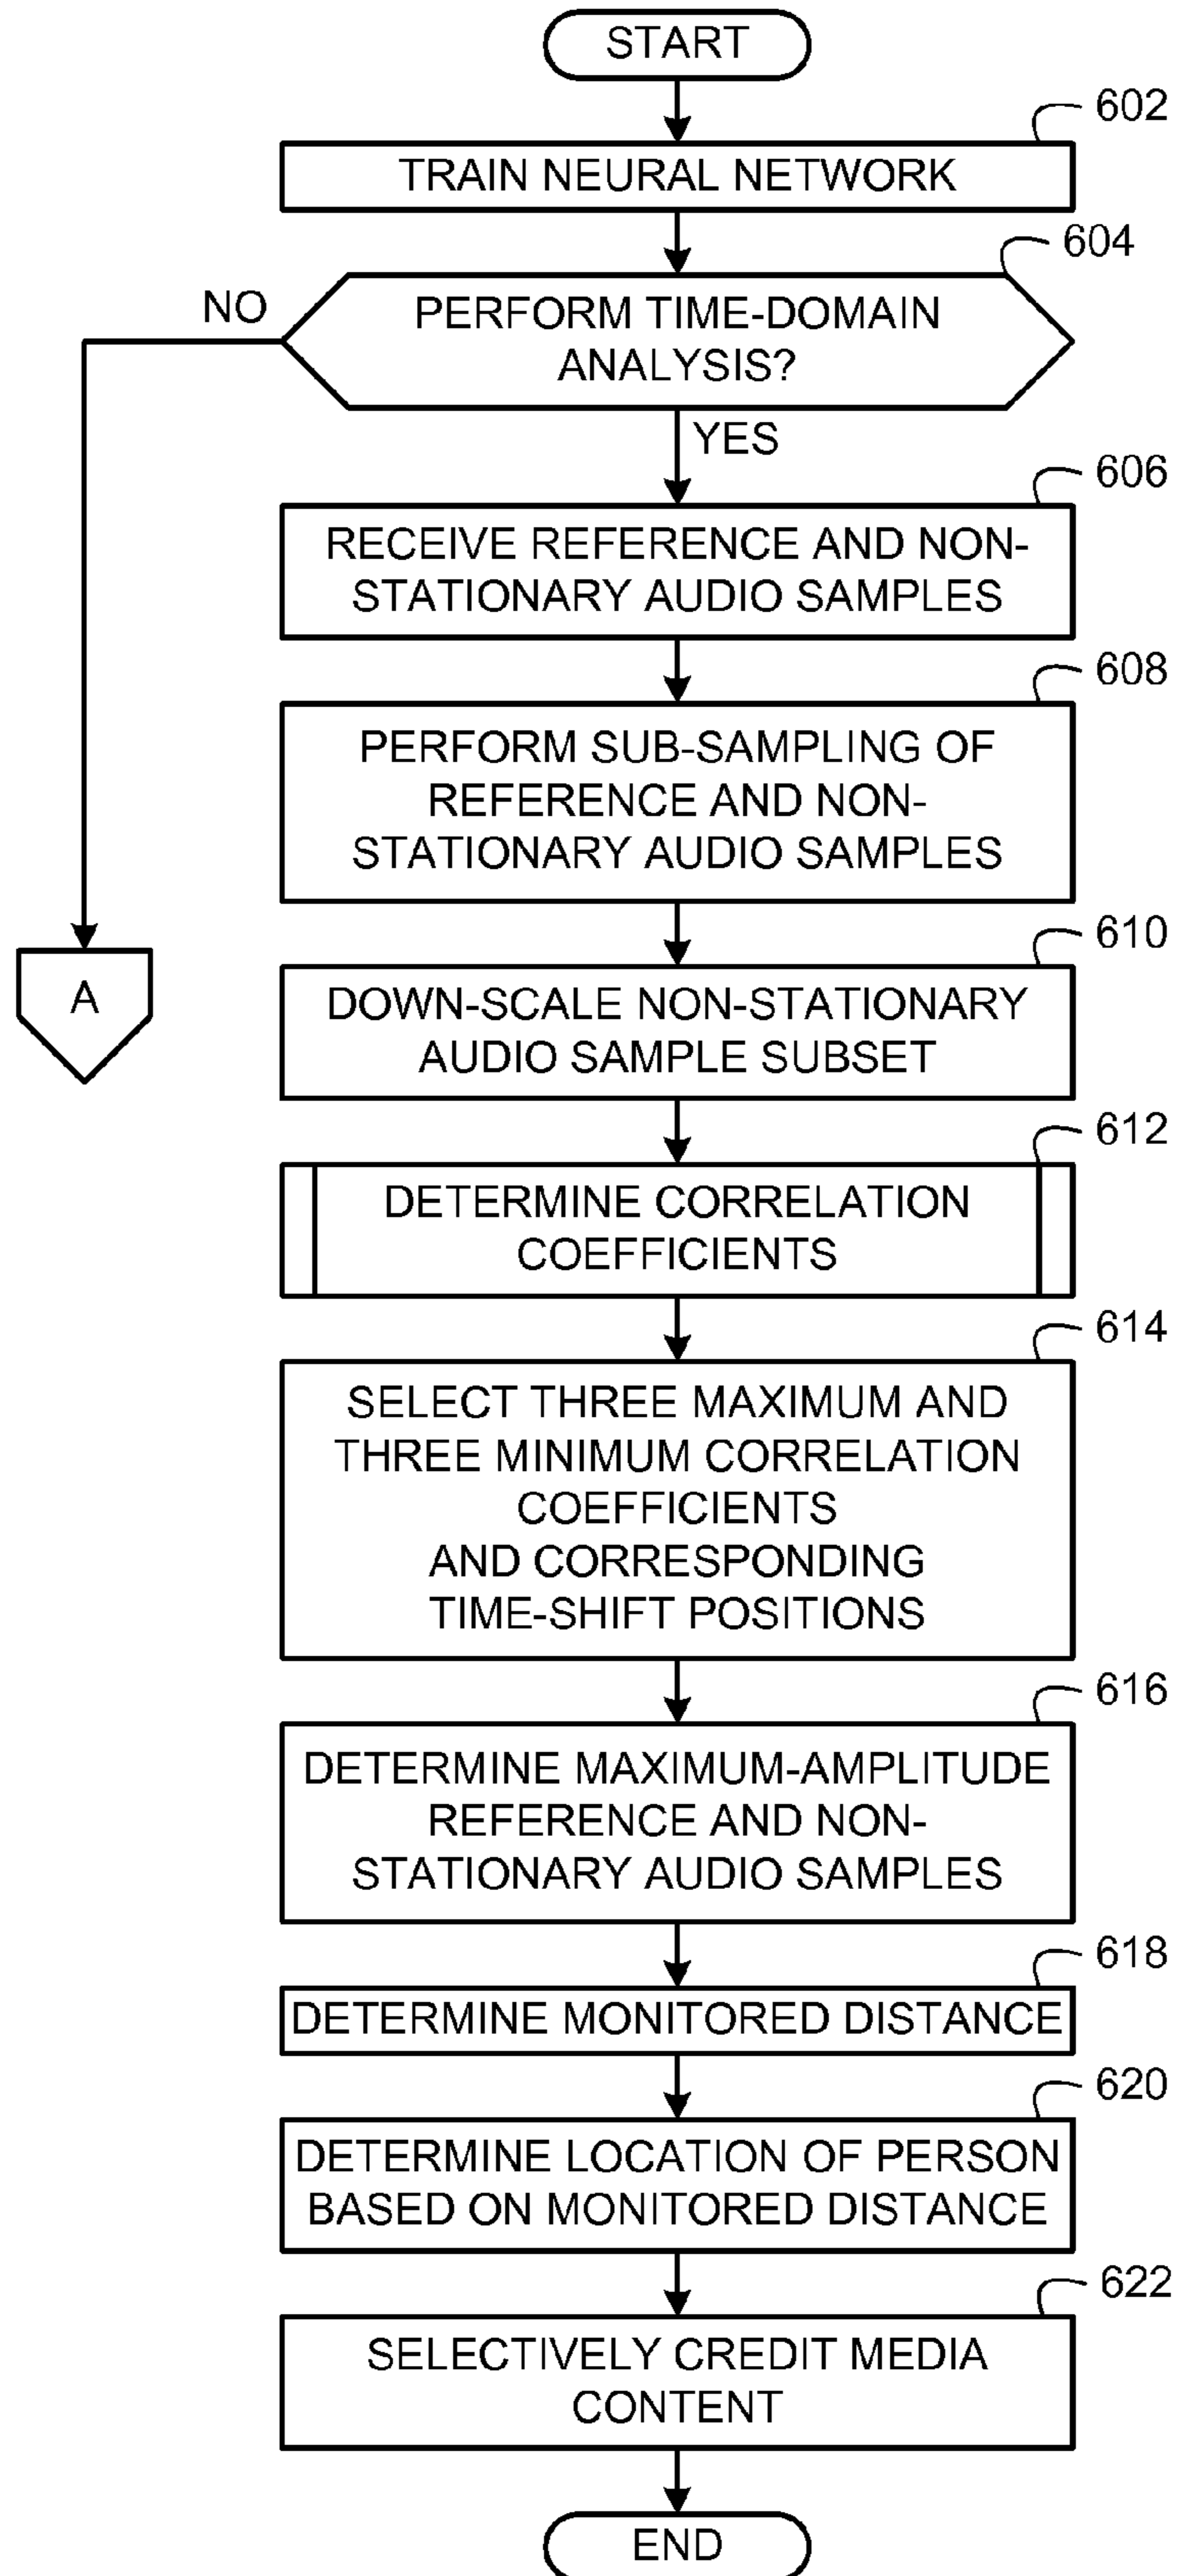 START
602
TRAIN NEURAL NETWORK
604
NO
PERFORM TIME-DOMAIN
ANALYSIS?
YES
606
RECEIVE REFERENCE AND NON-
STATIONARY AUDIO SAMPLES
608
PERFORM SUB-SAMPLING OF
REFERENCE AND NON-
STATIONARY AUDIO SAMPLES
610
A
DOWN-SCALE NON-STATIONARY
AUDIO SAMPLE SUBSET
612
DETERMINE CORRELATION
COEFFICIENTS
614
SELECT THREE MAXIMUM AND
THREE MINIMUM CORRELATION
COEFFICIENTS
AND CORRESPONDING
TIME-SHIFT POSITIONS
616
DETERMINE MAXIMUM-AMPLITUDE
REFERENCE AND NON-
STATIONARY AUDIO SAMPLES
618
DETERMINE MONITORED DISTANCE
620
DETERMINE LOCATION OF PERSON
BASED ON MONITORED DISTANCE
622
SELECTIVELY CREDIT MEDIA
CONTENT
END